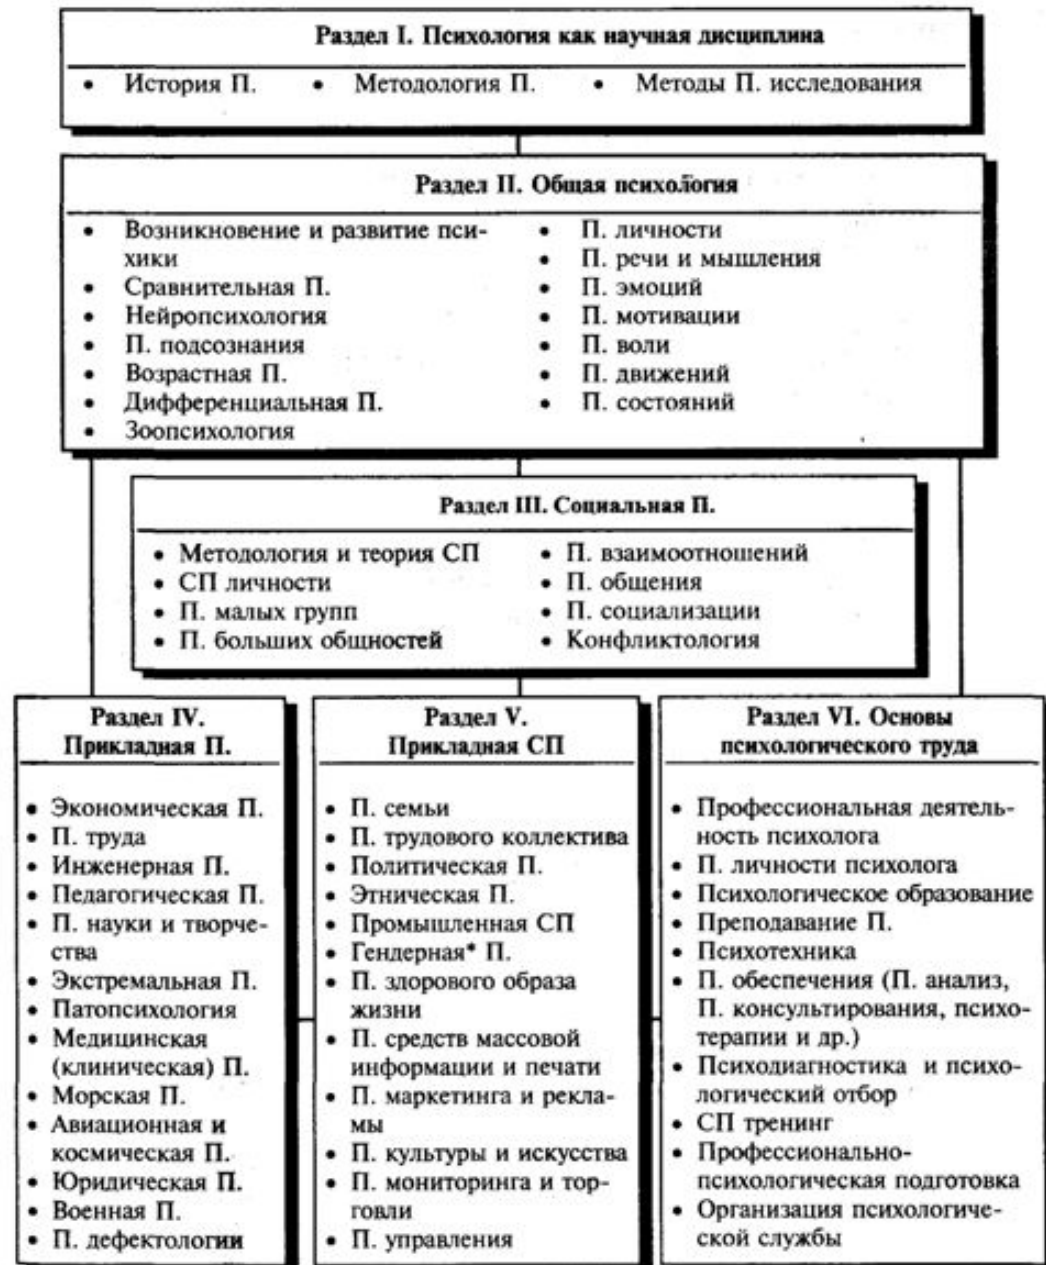 Раздел I. Психология как научная дисциплина
• История П. • Методология П. • Методы П. исследования
Раздел II. Общая психология
• Возникновение и развитие пси-
хики
• Сравнительная П.
• Нейропсихология
• П. подсознания
• Возрастная П.
• Дифференциальная П.
• Зоопсихология
• П. личности
• П. речи и мышления
• П. эмоций
• П. мотивации
• П. воли
• П. движений
• П. состояний
Раздел III. Социальная П.
• Методология и теория СП
• СП личности
• П. малых групп
• П. больших общностей
• П. взаимоотношений
• П. общения
• П. социализации
• Конфликтология
Раздел IV.
Прикладная П.
• Экономическая П.
• П. труда
• Инженерная П.
• Педагогическая П.
• П. науки и творче-
ства
• Экстремальная П.
• Патопсихология
• Медицинская
(клиническая) П.
• Морская П.
• Авиационная и
космическая П.
• Юридическая П.
• Военная П.
• П. дефектологии
Раздел V.
Прикладная СП
• П. семьи
• П. трудового коллектива
• Политическая П.
• Этническая П.
• Промышленная СП
• Гендерная* П.
• П. здорового образа
жизни
• П. средств массовой
информации и печати
• П. маркетинга и рекла-
мы
• П. культуры и искусства
• П. мониторинга и тор-
говли
• П. управления
Раздел VI. Основы
психологического труда
• Профессиональная деятель-
ность психолога
• П. личности психолога
• Психологическое образование
• Преподавание П.
• Психотехника
• П. обеспечения (П. анализ,
П. консультирования, психо-
терапии и др.)
• Психодиагностика и психо-
логический отбор
• СП тренинг
• Профессионально-
психологическая подготовка
• Организация психологиче-
ской службы